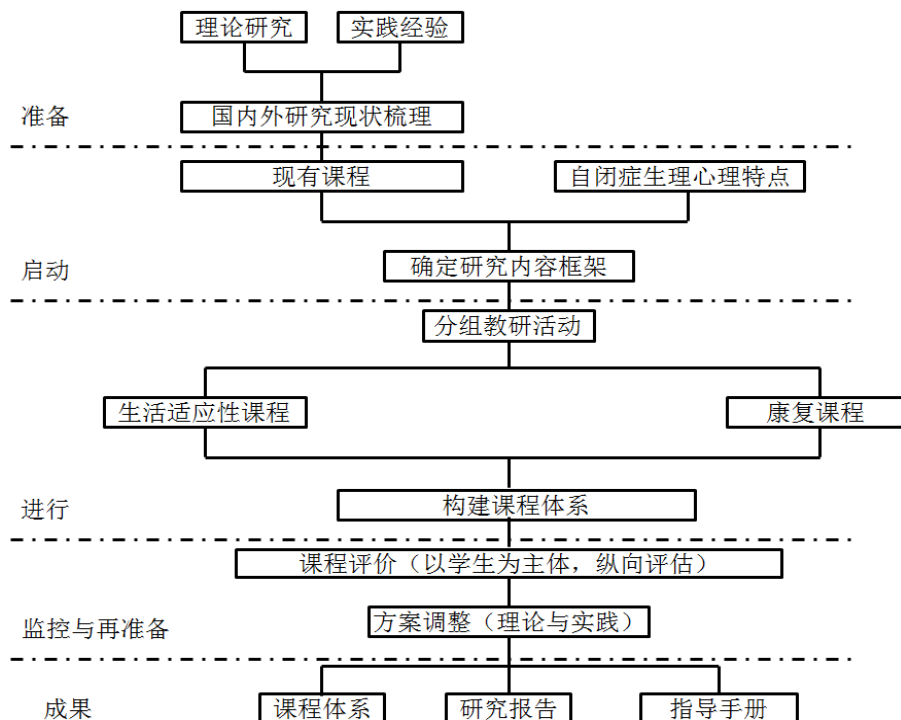 理论研究 实践经验
准备 国内外研究现状梳理
现有课程 自闭症生理心理特点
启动 确定研究内容框架
分组教研活动
生活适应性课程 康复课程
进行 构建课程体系
课程评价（以学生为主体，纵向评估）
监控与再准备 方案调整（理论与实践）
成果 课程体系 研究报告 指导手册